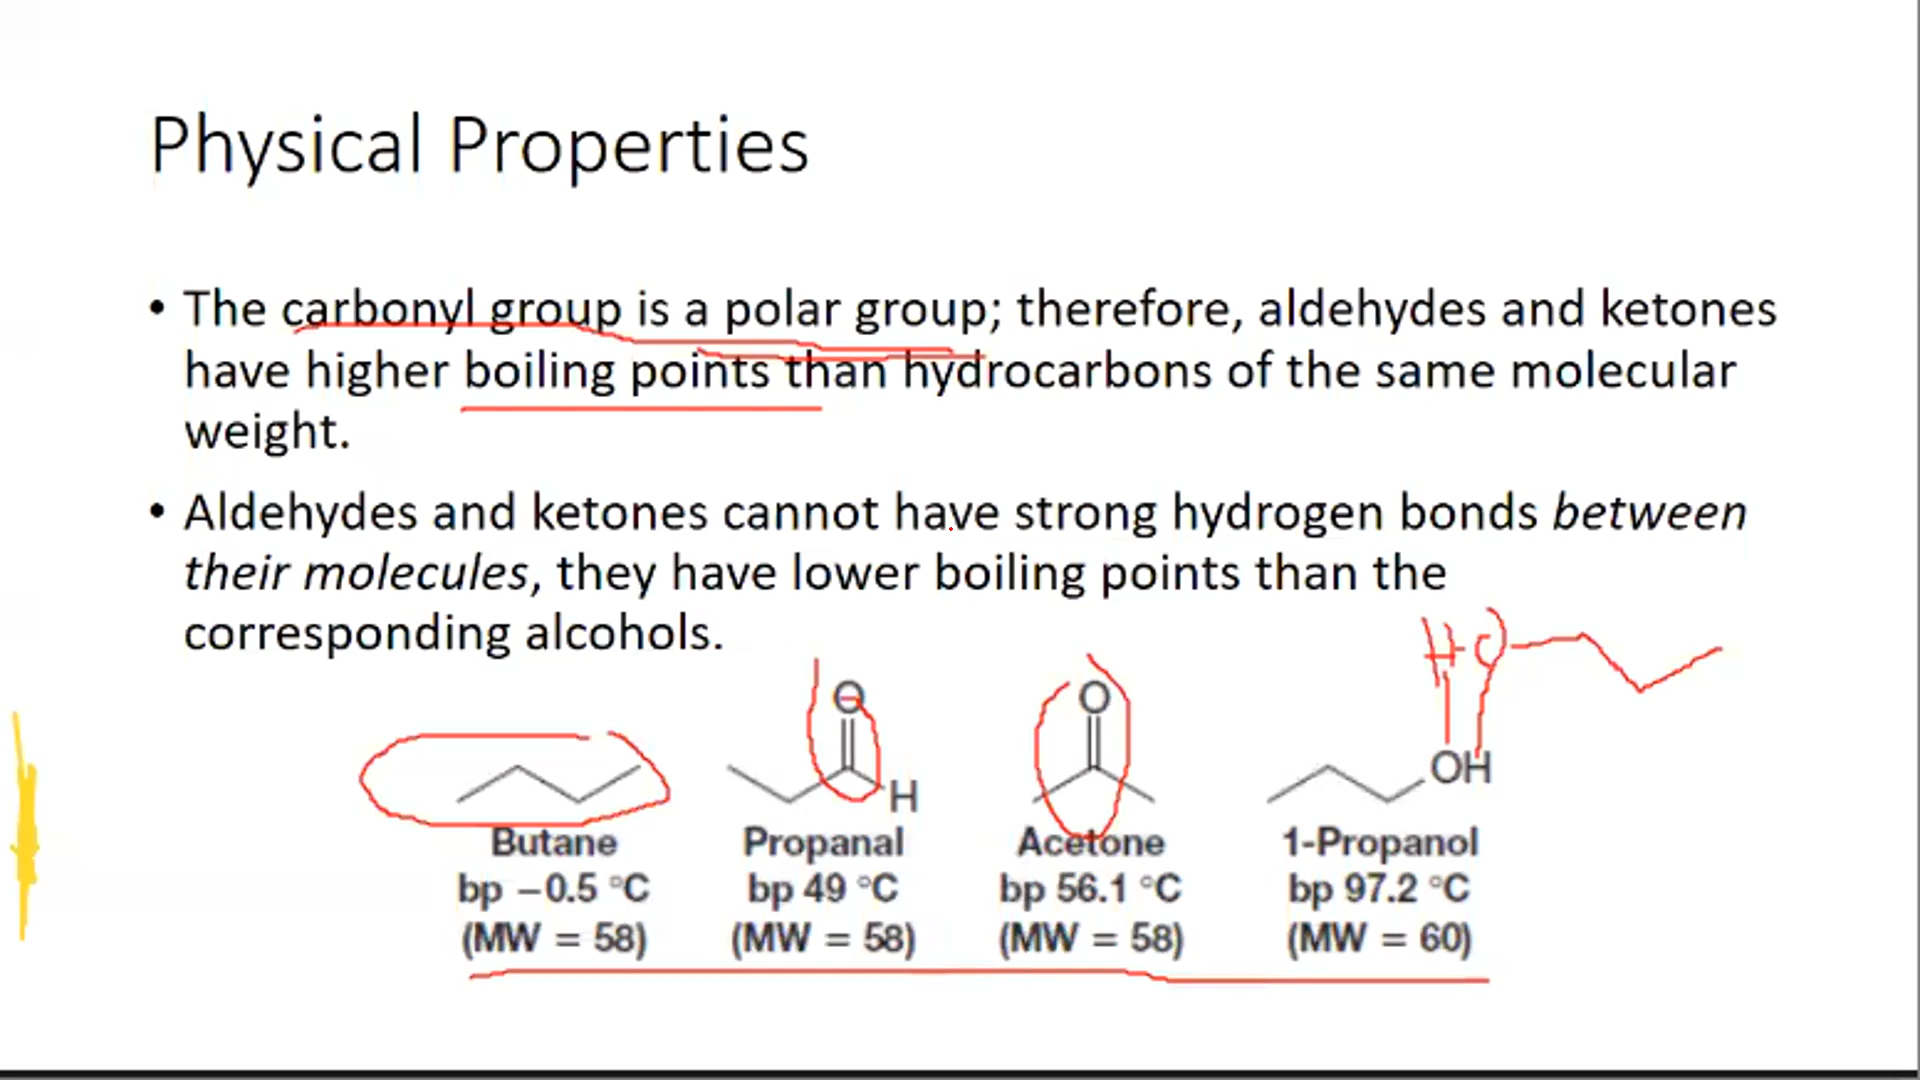 Physical Properties
• The carbonyl group is a polar group; therefore, aldehydes and ketones
have higher boiling points than hydrocarbons of the same molecular
weight.
• Aldehydes and ketones cannot have strong hydrogen bonds between
their molecules, they have lower boiling points than the
corresponding alcohols.
HO
O
O
H
OH
Butane
bp −0.5 °C
(MW = 58)
Propanal
bp 49 °C
(MW = 58)
Acetone
bp 56.1 °C
(MW = 58)
1-Propanol
bp 97.2 °C
(MW = 60)